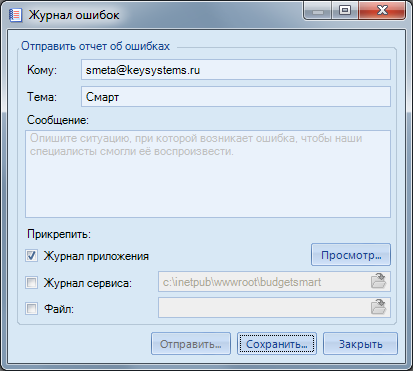 Журнал ошибок
Отправить отчет об ошибках
Кому: smeta@keysystems.ru
Тема: Смарт
Сообщение:
Опишите ситуацию, при которой возникает ошибка, чтобы наши
специалисты смогли её воспроизвести.
Прикрепить:
Журнал приложения Просмотр...
Журнал сервиса: c:\inetpub\wwwroot\budgetsmart
Файл:
Отправить... Сохранить... Закрыть